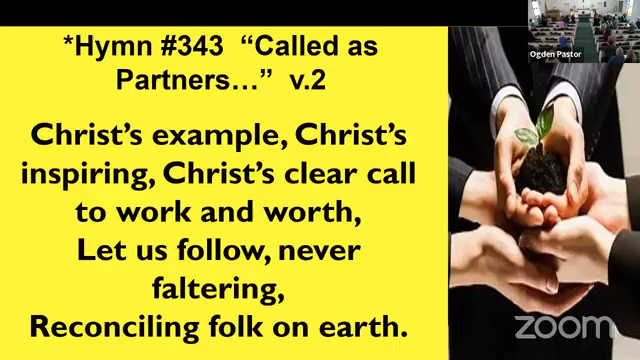 *Hymn #343 “Called as
Partners…” v.2
Christ’s example, Christ’s
inspiring, Christ’s clear call
to work and worth,
Let us follow, never
faltering,
Reconciling folk on earth.
Ogden Pastor
zoom